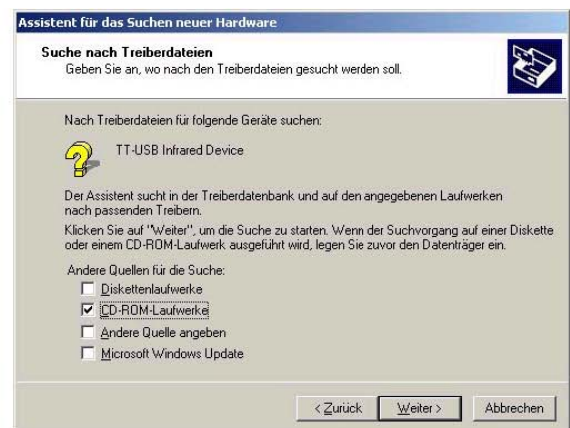 Assistent für das Suchen neuer Hardware
Suche nach Treiberdateien
Geben Sie an, wo nach den Treiberdateien gesucht werden soll.
Nach Treiberdateien für folgende Geräte suchen:
TT-USB Infrared Device
Der Assistent sucht in der Treiberdatenbank und auf den angegebenen Laufwerken
nach passenden Treibern.
Klicken Sie auf "Weiter", um die Suche zu starten. Wenn der Suchvorgang auf einer Diskette
oder einem CD-ROM-Laufwerk ausgeführt wird, legen Sie zuvor den Datenträger ein.
Andere Quellen für die Suche:
Diskettenlaufwerke
CD-ROM-Laufwerke
Andere Quelle angeben
Microsoft Windows Update
< Zurück Weiter > Abbrechen